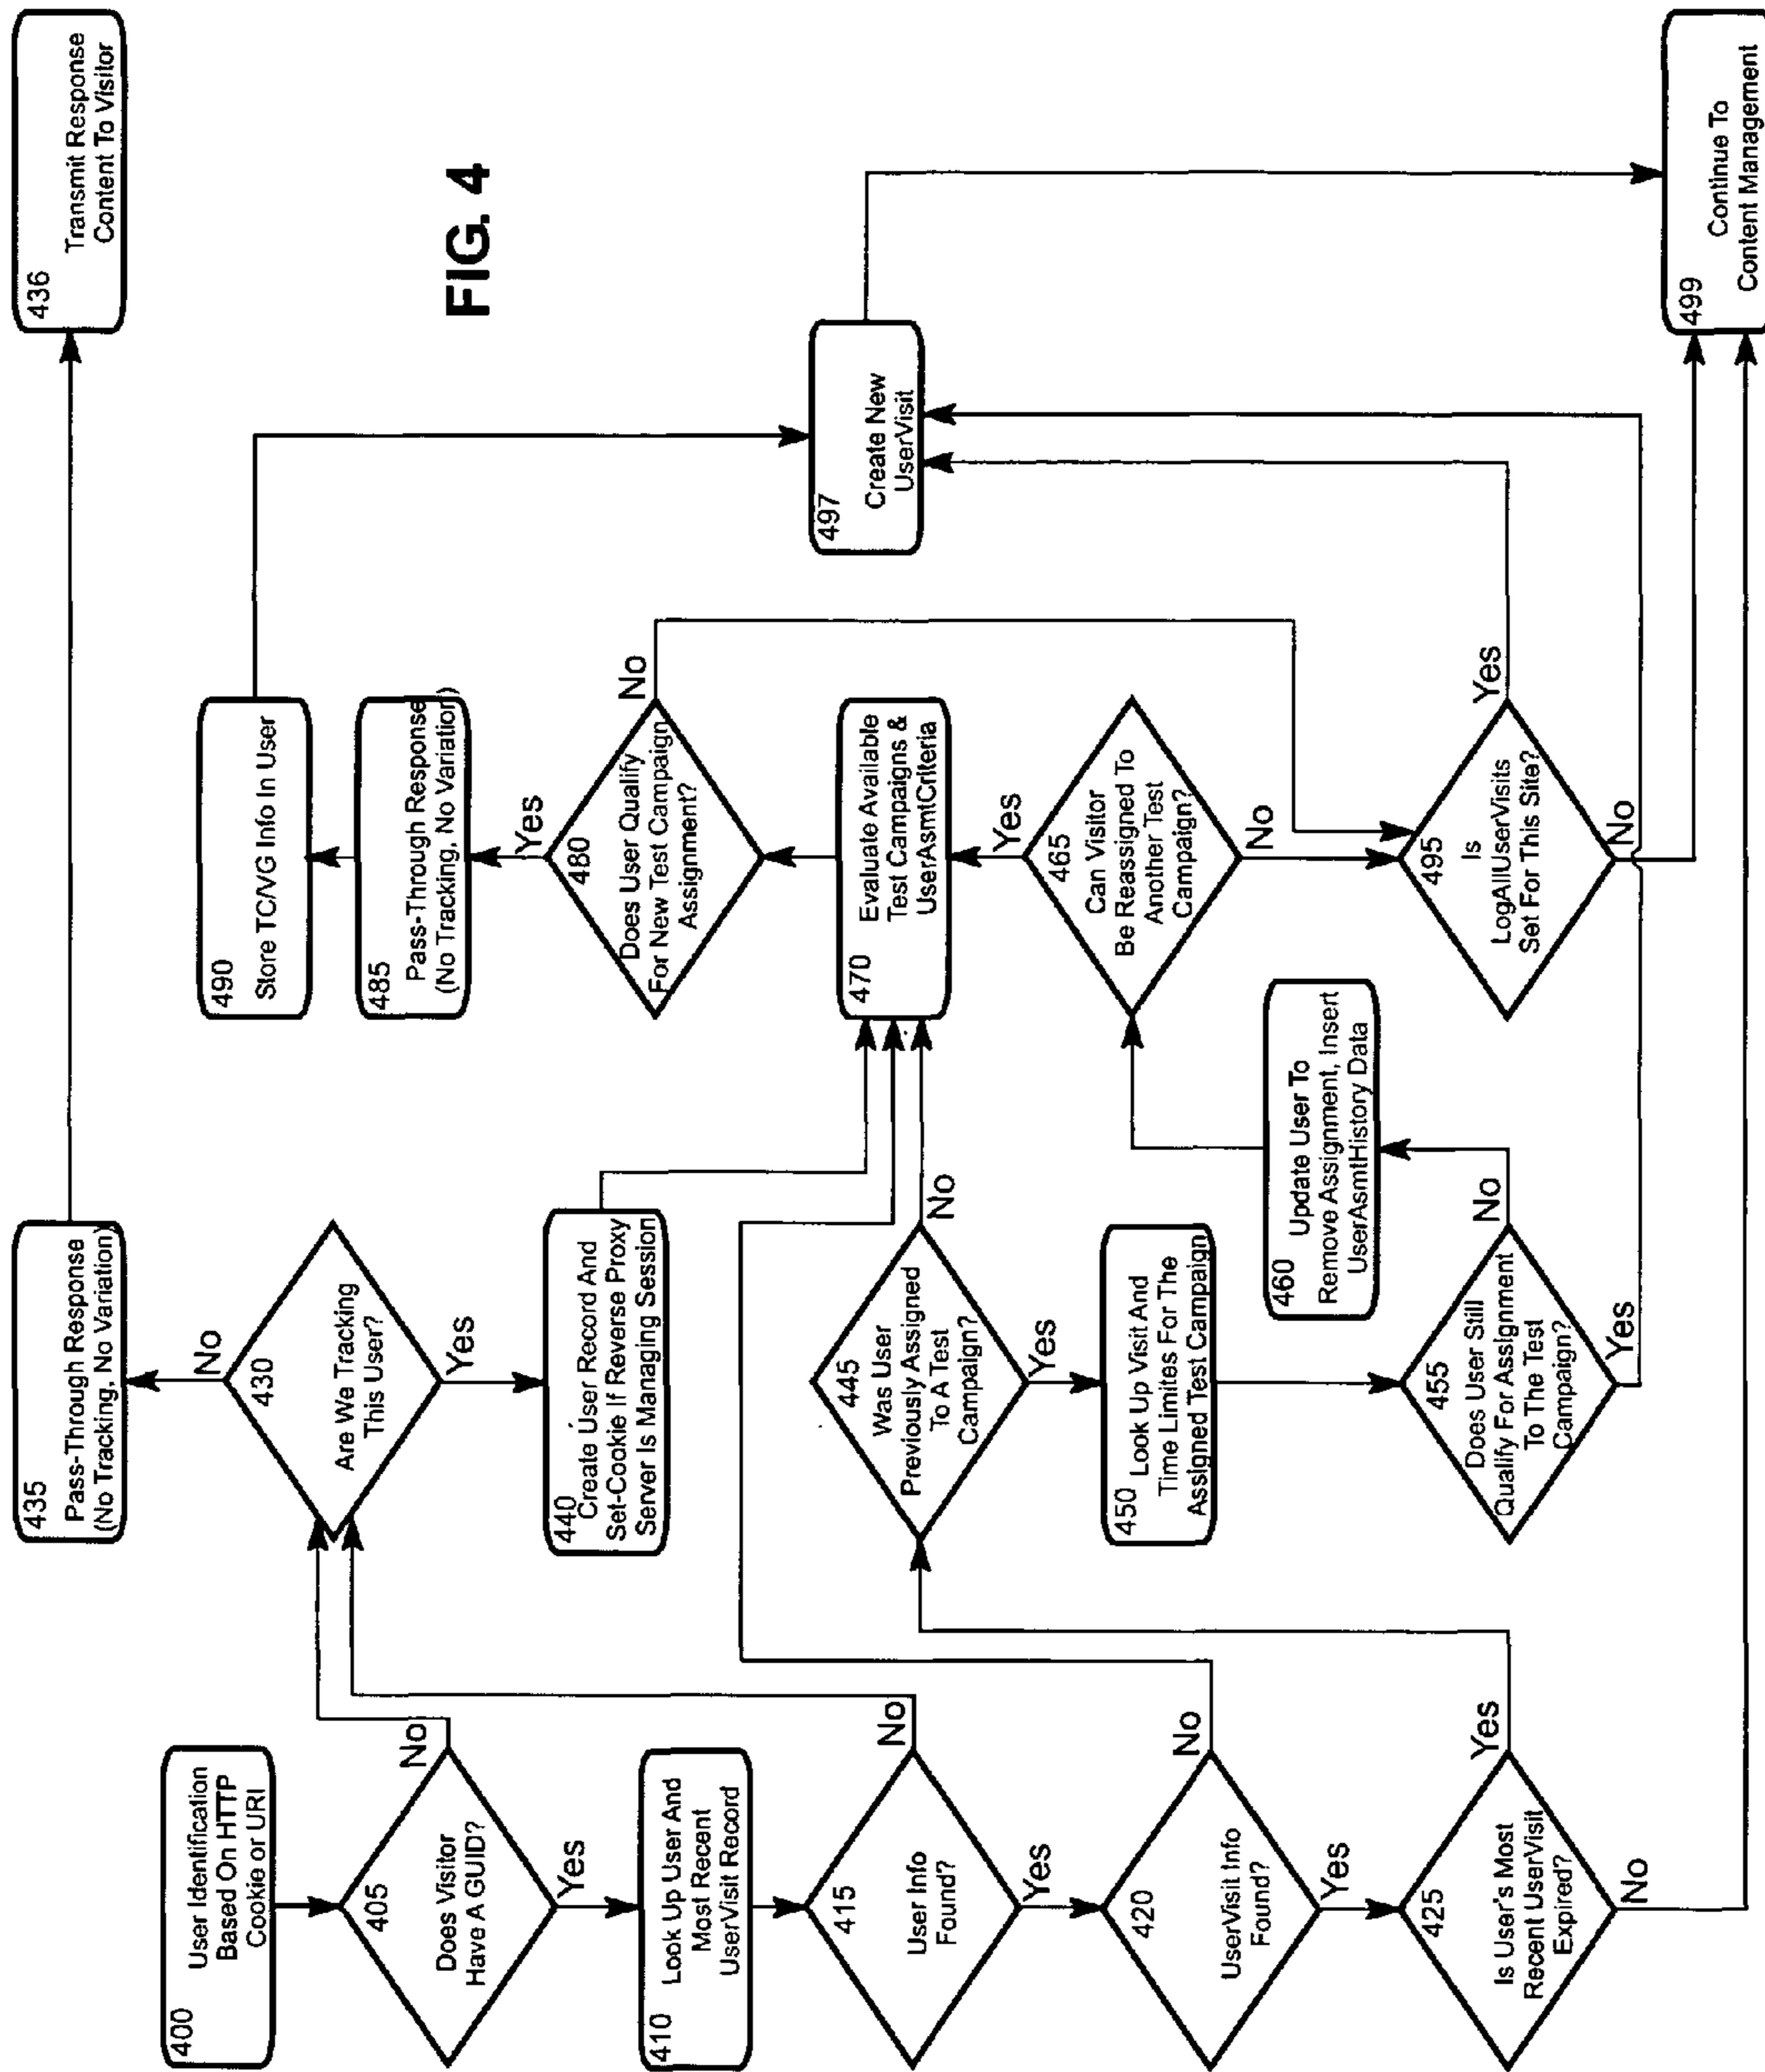 400
User Identification
Based On HTTP
Cookie or URI
405
Does Visitor
Have A GUID?
No
Yes
410
Look Up User And
Most Recent
UserVisit Record
415
User Info
Found?
No
Yes
420
UserVisit Info
Found?
No
Yes
425
Is User's Most
Recent UserVisit
Expired?
Yes
No
435
Pass-Through Response
(No Tracking, No Variation)
No
430
Are We Tracking
This User?
Yes
440
Create User Record And
Set-Cookie If Reverse Proxy
Server Is Managing Session
445
Was User
Previously Assigned
To A Test
Campaign?
No
Yes
450
Look Up Visit And
Time Limites For The
Assigned Test Campaign
455
Does User Still
Qualify For Assignment
To The Test
Campaign?
No
Yes
460
Update User To
Remove Assignment, Insert
UserAsmtHistory Data
490
Store TC/VG Info In User
485
Pass-Through Response
(No Tracking, No Variation)
Yes
480
Does User Qualify
For New Test Campaign
Assignment?
No
470
Evaluate Available
Test Campaigns &
UserAsmtCriteria
Yes
465
Can Visitor
Be Reassigned To
Another Test
Campaign?
No
495
Is
LogAllUserVisits
Set For This Site?
Yes
No
497
Create New
UserVisit
436
Transmit Response
Content To Visitor
FIG. 4
499
Continue To
Content Management